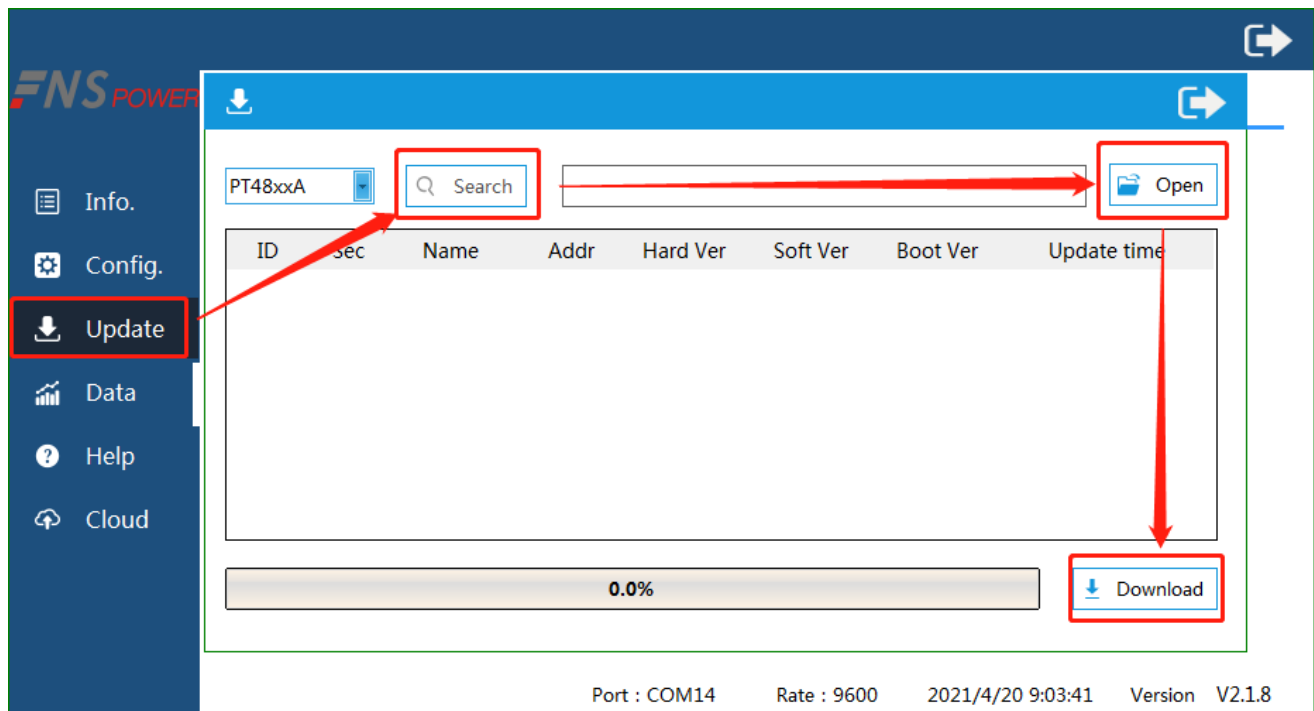 FNS POWER
PT48xxA
Search
Open
ID Sec Name Addr Hard Ver Soft Ver Boot Ver Update time
Info.
Config.
Update
Data
Help
Cloud
0.0%
Download
Port : COM14 Rate : 9600 2021/4/20 9:03:41 Version V2.1.8